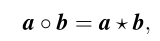 a ∘ b = a ⋆ b,